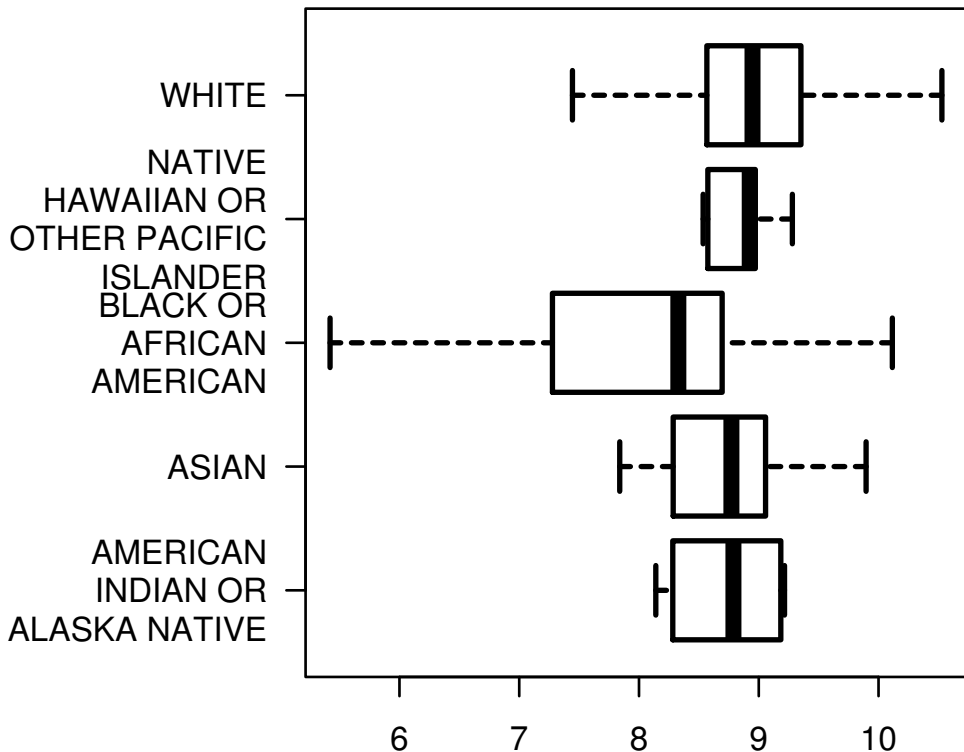 WHITE
NATIVE
HAWAIIAN OR
OTHER PACIFIC
ISLANDER
BLACK OR
AFRICAN
AMERICAN
ASIAN
AMERICAN
INDIAN OR
ALASKA NATIVE
6 7 8 9 10